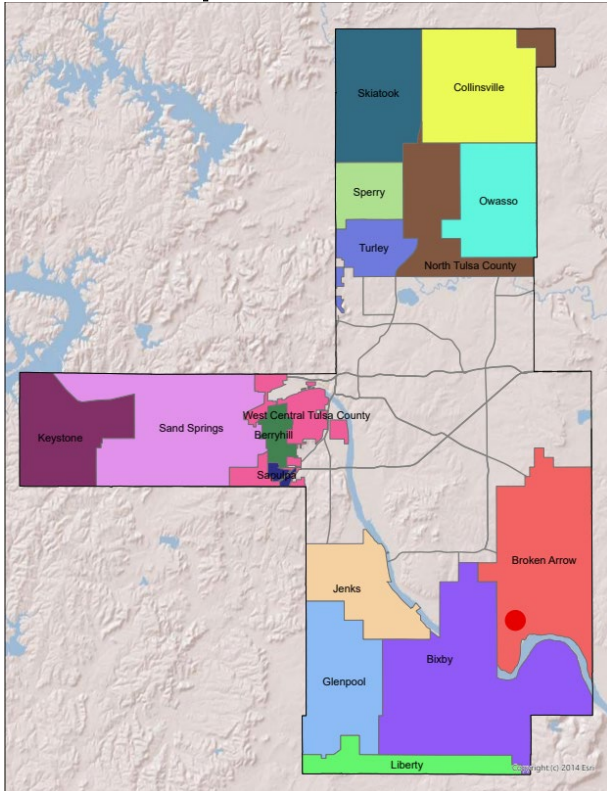 Skiatook
Collinsville
Sperry
Owasso
Turley
North Tulsa County
West Central Tulsa County
Keystone
Sand Springs
Berryhill
Sapulpa
Broken Arrow
Jenks
Bixby
Glenpool
Liberty
Copyright:(c) 2014 Esri